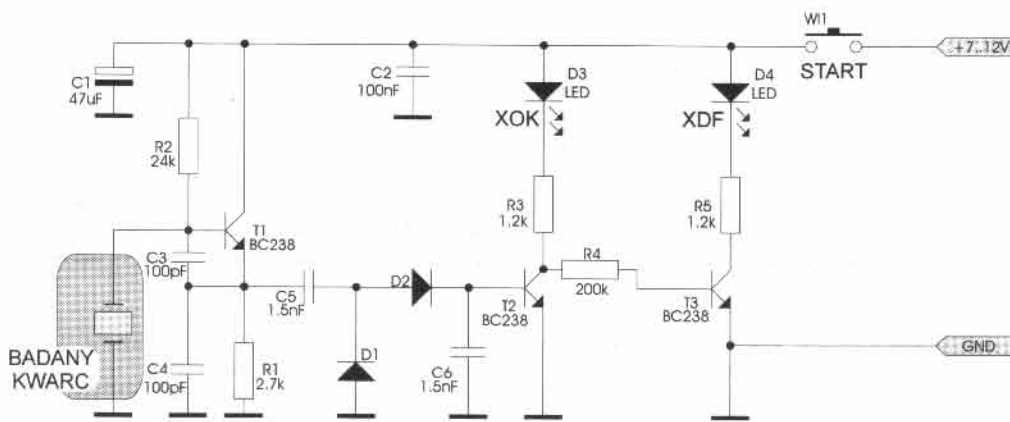 WI1
START
+7..12V
C1
47uF
C2
100nF
D3
LED
XOK
D4
LED
XDF
R2
24k
R3
1.2k
R5
1.2k
T1
BC238
C3
100pF
R4
200k
C5
1.5nF
D2
T2
BC238
T3
BC238
BADANY
KWARC
C4
100pF
R1
2.7k
D1
C6
1.5nF
GND